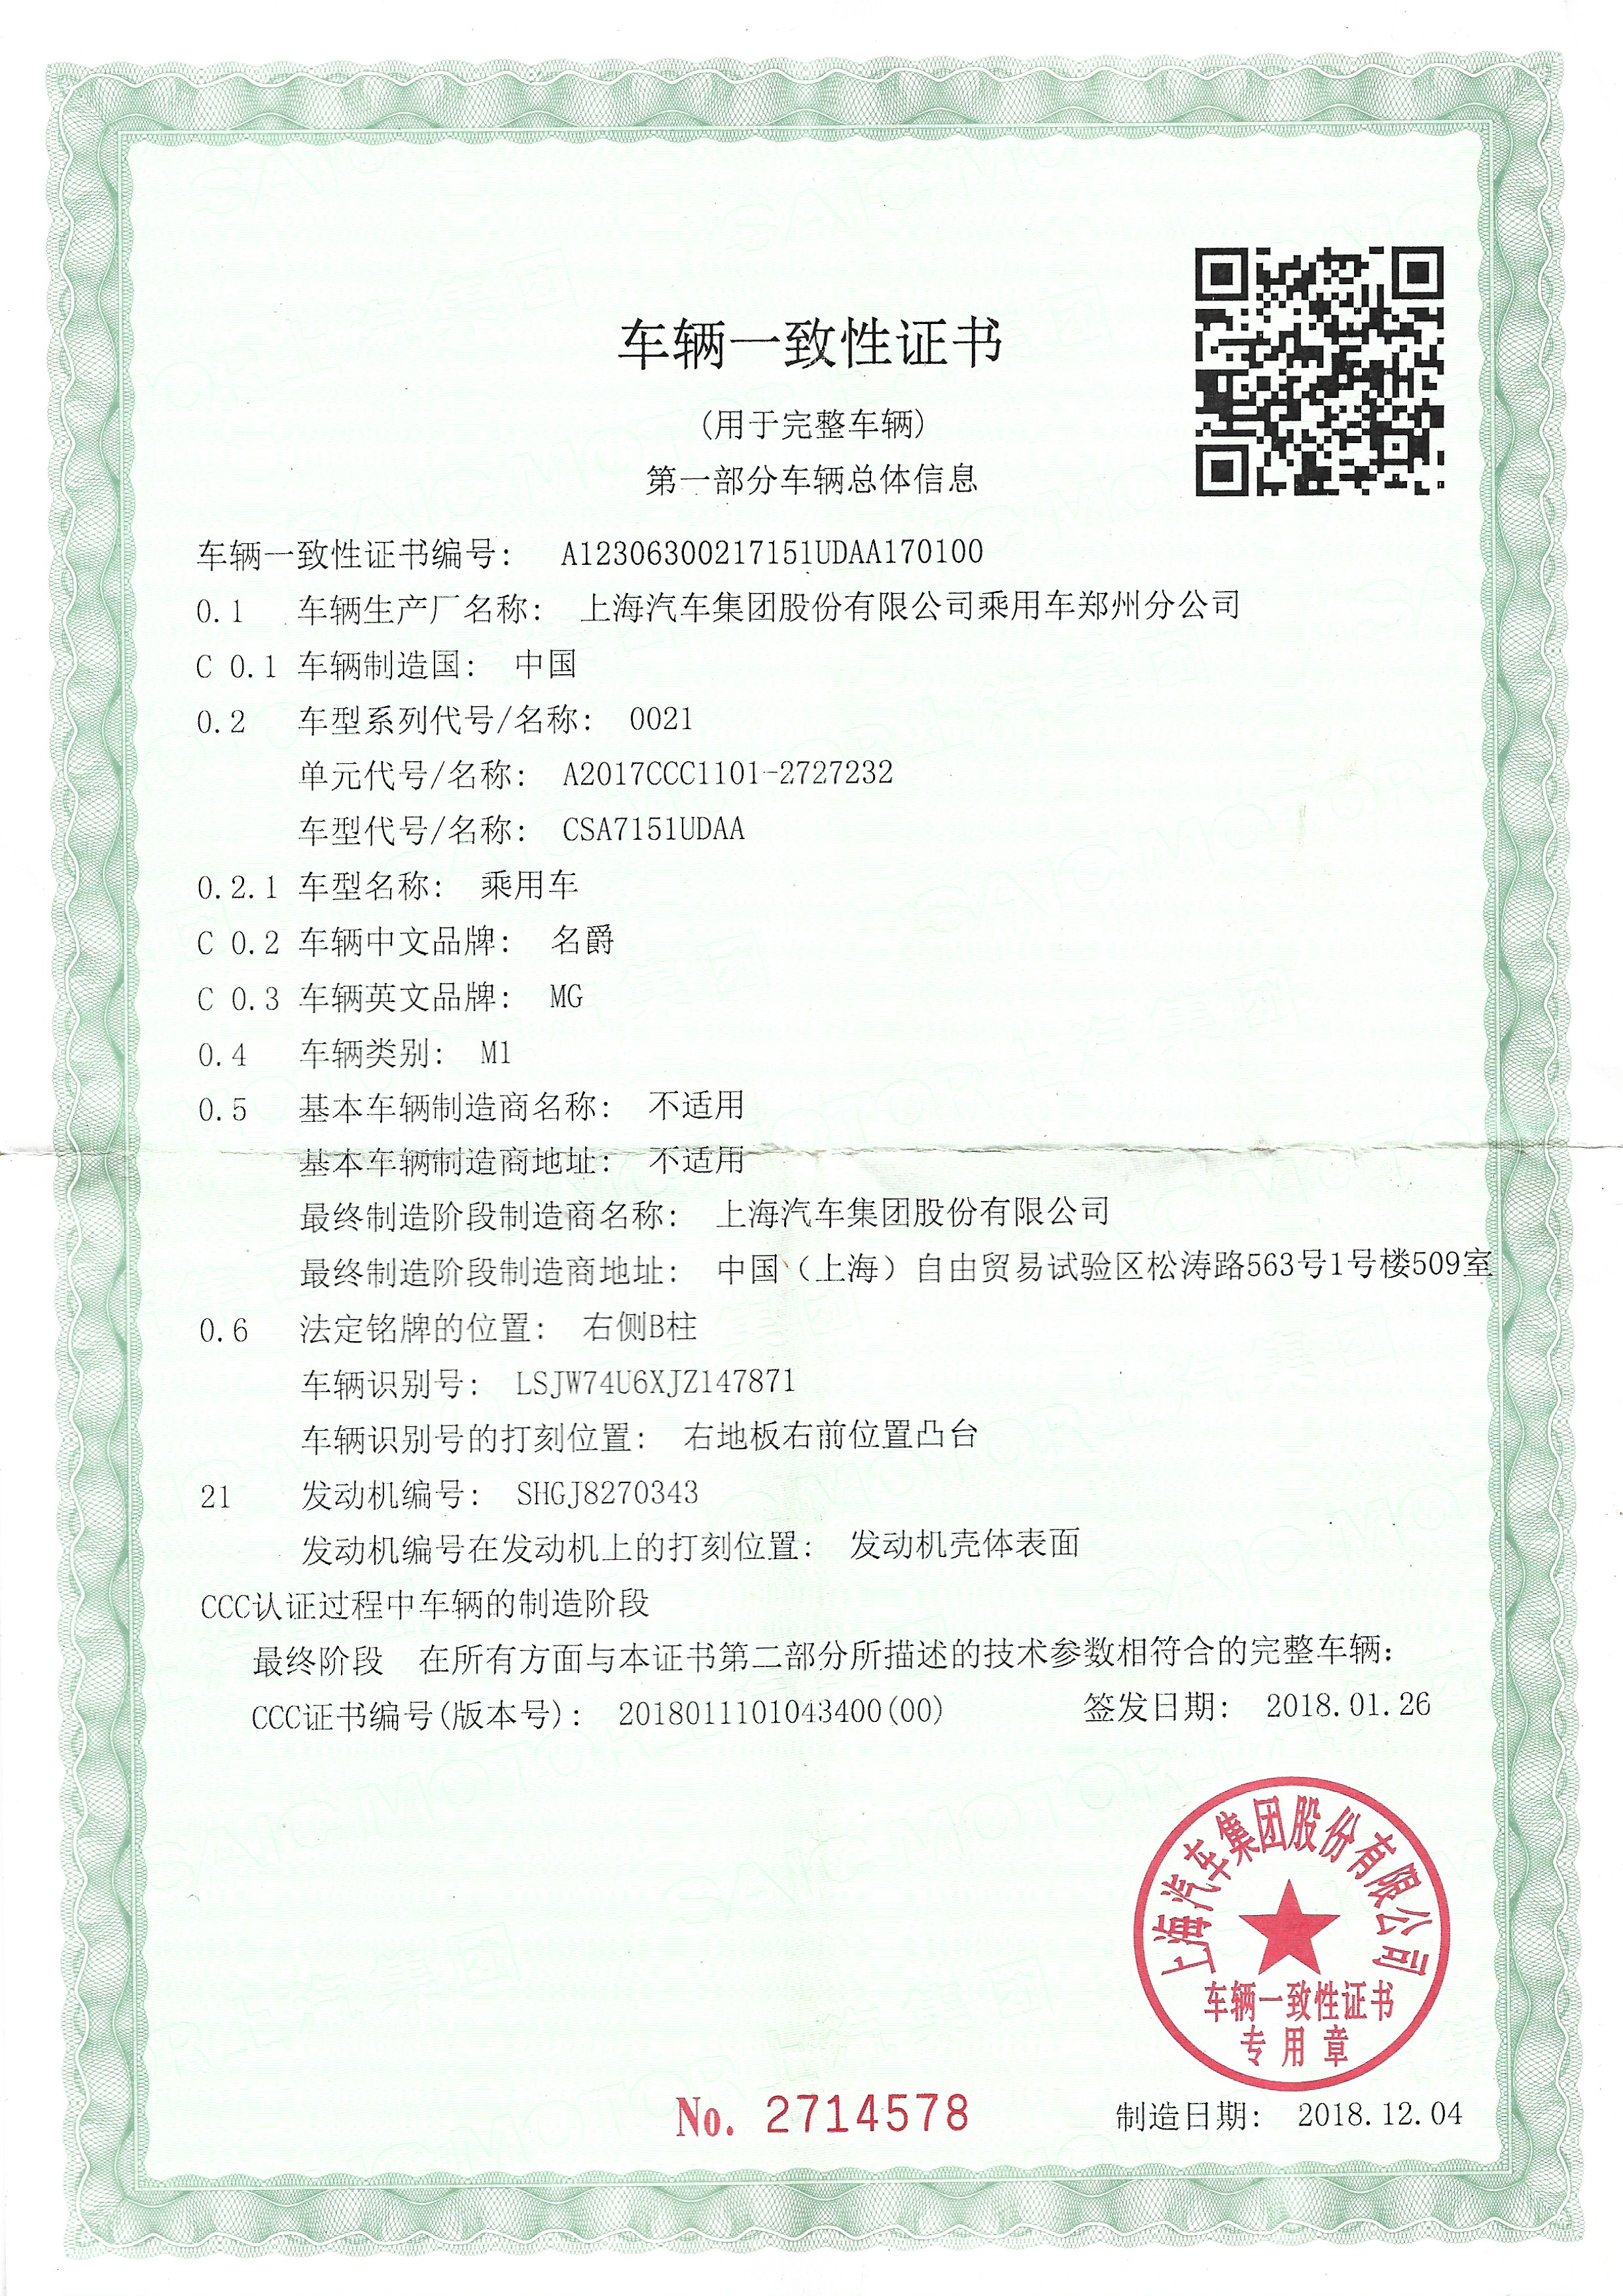 车辆一致性证书
(用于完整车辆)
第一部分车辆总体信息
车辆一致性证书编号: A12306300217151UDAA170100
0.1 车辆生产厂名称: 上海汽车集团股份有限公司乘用车郑州分公司
C 0.1 车辆制造国: 中国
0.2 车型系列代号/名称: 0021
单元代号/名称: A2017CCC1101-2727232
车型代号/名称: CSA7151UDAA
0.2.1 车型名称: 乘用车
C 0.2 车辆中文品牌: 名爵
C 0.3 车辆英文品牌: MG
0.4 车辆类别: M1
0.5 基本车辆制造商名称: 不适用
基本车辆制造商地址: 不适用
最终制造阶段制造商名称: 上海汽车集团股份有限公司
最终制造阶段制造商地址: 中国（上海）自由贸易试验区松涛路563号1号楼509室
0.6 法定铭牌的位置: 右侧B柱
车辆识别号: LSJW74U6XJZ147871
车辆识别号的打刻位置: 右地板右前位置凸台
21 发动机编号: SHGJ8270343
发动机编号在发动机上的打刻位置: 发动机壳体表面
CCC认证过程中车辆的制造阶段
最终阶段 在所有方面与本证书第二部分所描述的技术参数相符合的完整车辆:
CCC证书编号(版本号): 2018011101043400(00) 签发日期: 2018.01.26
上海汽车集团股份有限公司
车辆一致性证书
专用章
No. 2714578
制造日期: 2018.12.04